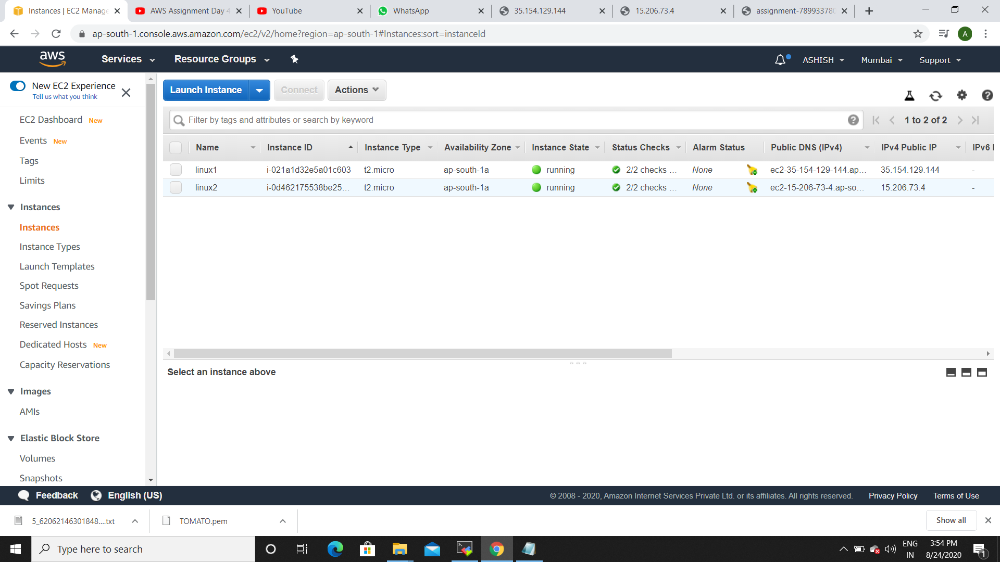 Instances | EC2 Manage
AWS Assignment Day 4
YouTube
WhatsApp
35.154.129.144
15.206.73.4
assignment-789933780
ap-south-1.console.aws.amazon.com/ec2/v2/home?region=ap-south-1#Instances:sort=instanceId
A
aws
Services
Resource Groups
ASHISH
Mumbai
Support
New EC2 Experience
Tell us what you think
EC2 Dashboard New
Events New
Tags
Limits
Instances
Instances
Instance Types
Launch Templates
Spot Requests
Savings Plans
Reserved Instances
Dedicated Hosts New
Capacity Reservations
Images
AMIs
Elastic Block Store
Volumes
Snapshots
Launch Instance
Connect
Actions
Filter by tags and attributes or search by keyword
1 to 2 of 2
Name Instance ID Instance Type Availability Zone Instance State Status Checks Alarm Status Public DNS (IPv4) IPv4 Public IP IPv6
linux1 i-021a1d32e5a01c603 t2.micro ap-south-1a running 2/2 checks ... None ec2-35-154-129-144.ap... 35.154.129.144 -
linux2 i-0d462175538be25... t2.micro ap-south-1a running 2/2 checks ... None ec2-15-206-73-4.ap-so... 15.206.73.4 -
Select an instance above
Feedback
English (US)
© 2008 - 2020, Amazon Internet Services Private Ltd. or its affiliates. All rights reserved.
Privacy Policy
Terms of Use
5_62062146301848....txt
TOMATO.pem
Show all
Type here to search
ENG
IN
3:54 PM
8/24/2020
1